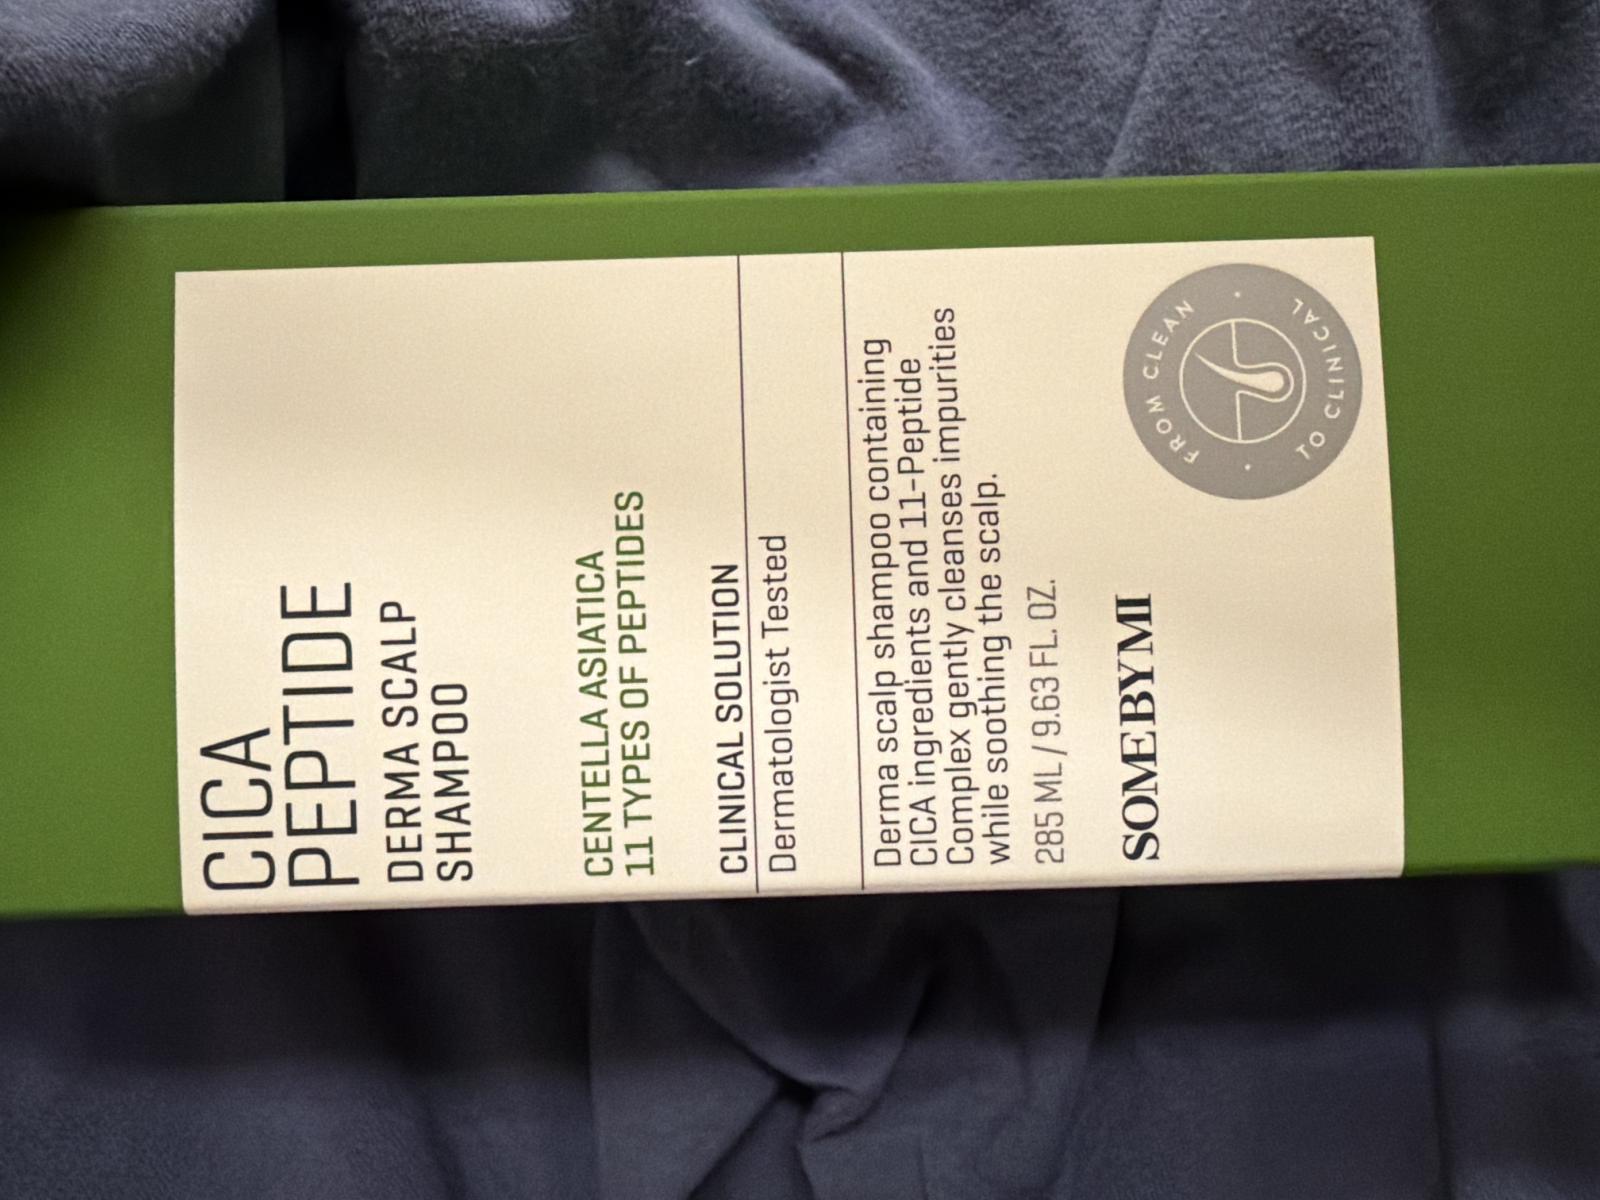 CICA
PEPTIDE
DERMA SCALP
SHAMPOO
CENTELLA ASIATICA
11 TYPES OF PEPTIDES
CLINICAL SOLUTION
Dermatologist Tested
Derma scalp shampoo containing
CICA ingredients and 11-Peptide
Complex gently cleanses impurities
while soothing the scalp.
285 ML / 9.63 FL. OZ.
SOMEBYMI
FROM CLEAN
TO CLINICAL